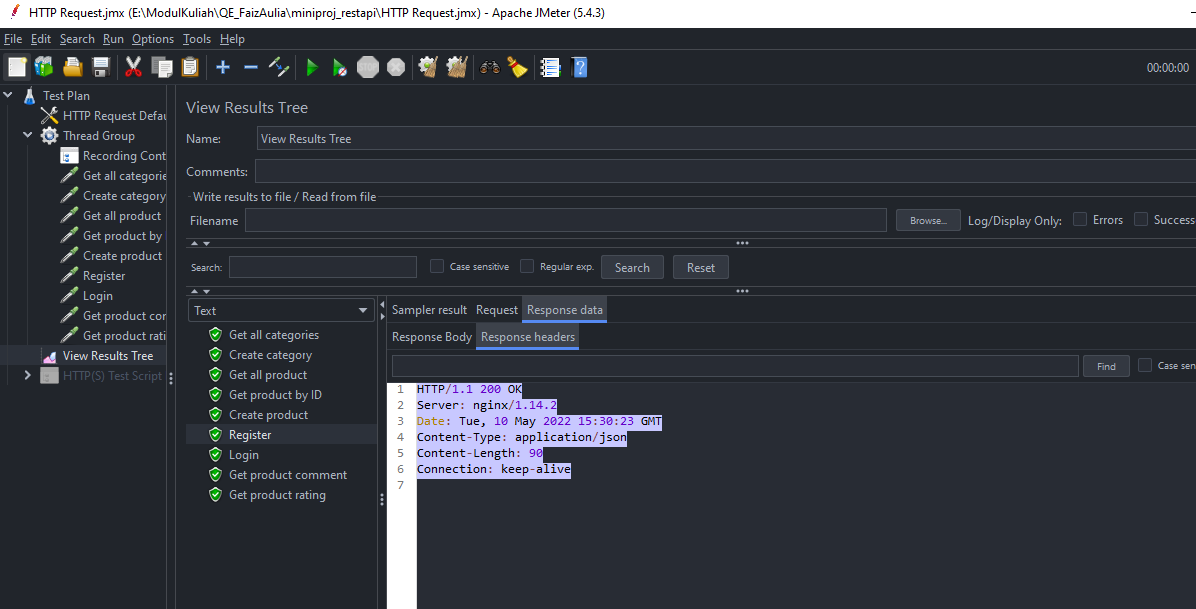 HTTP Request.jmx (E:\ModulKuliah\QE_FaizAulia\miniproj_restapi\HTTP Request.jmx) - Apache JMeter (5.4.3)
File Edit Search Run Options Tools Help
00:00:00
Test Plan
HTTP Request Defau
Thread Group
Recording Cont
Get all categorie
Create category
Get all product
Get product by
Create product
Register
Login
Get product cor
Get product rati
View Results Tree
HTTP(S) Test Script
View Results Tree
Name: View Results Tree
Comments:
Write results to file / Read from file
Filename Browse... Log/Display Only: Errors Success
Search: Case sensitive Regular exp. Search Reset
Text
Get all categories
Create category
Get all product
Get product by ID
Create product
Register
Login
Get product comment
Get product rating
Sampler result Request Response data
Response Body Response headers
Find Case sen
1 HTTP/1.1 200 OK
2 Server: nginx/1.14.2
3 Date: Tue, 10 May 2022 15:30:23 GMT
4 Content-Type: application/json
5 Content-Length: 90
6 Connection: keep-alive
7